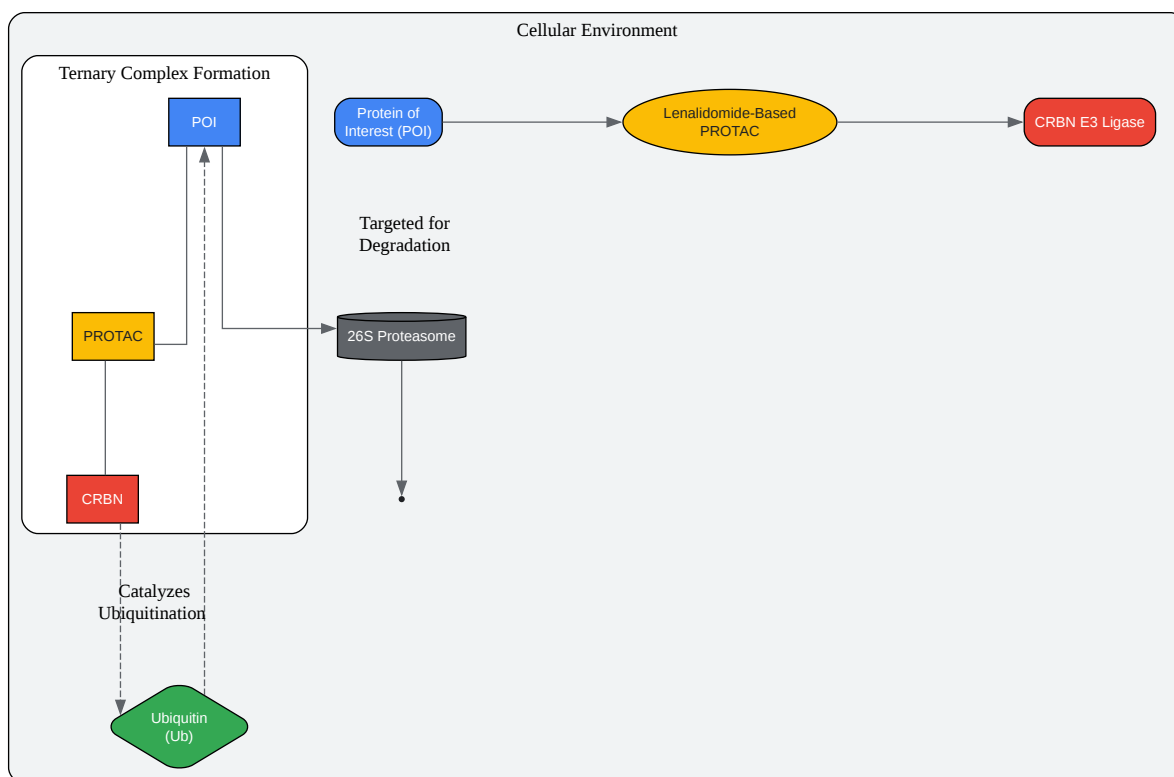 Cellular Environment
Ternary Complex Formation
POI
Protein of
Interest (POI)
Lenalidomide-Based
PROTAC
CRBN E3 Ligase
Targeted for
Degradation
PROTAC
26S Proteasome
CRBN
Catalyzes
Ubiquitination
Ubiquitin
(Ub)